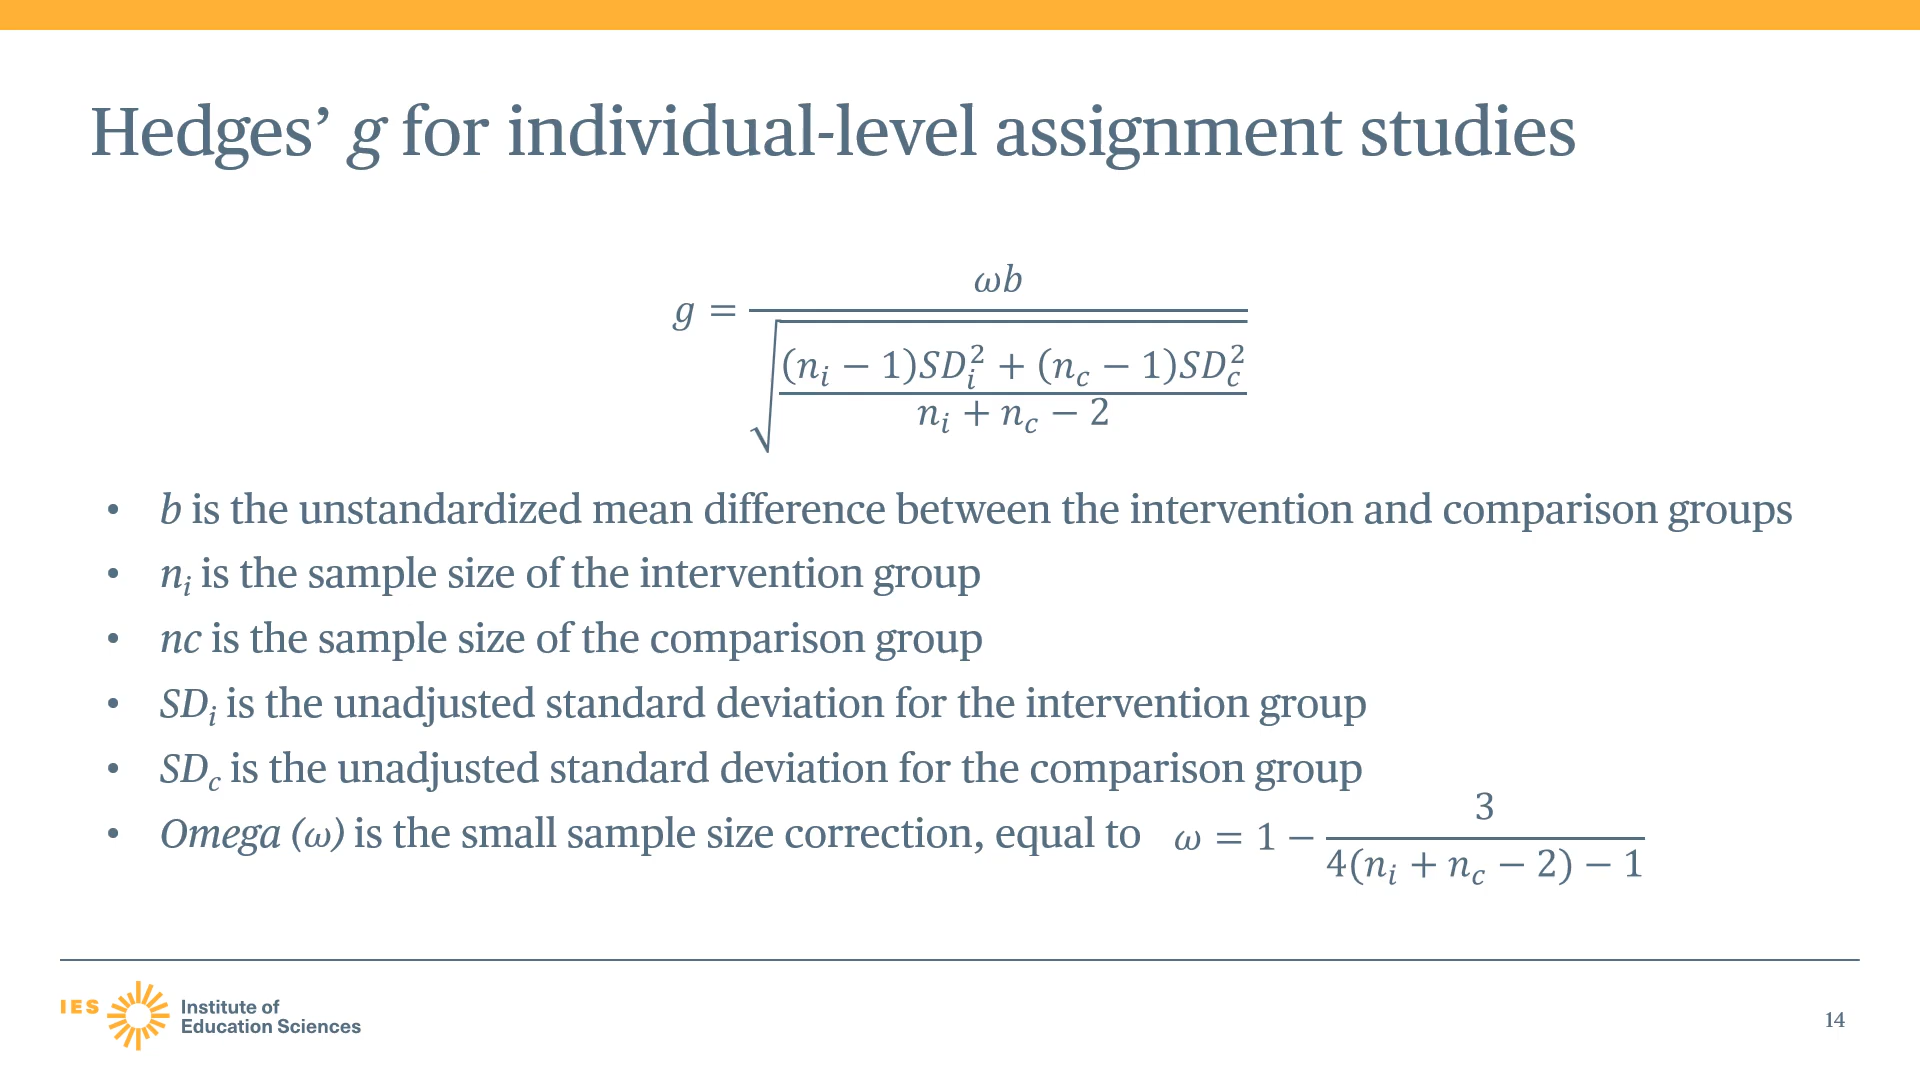 Hedges’ g for individual-level assignment studies
g = ωb / √(((n_i − 1)SD_i^2 + (n_c − 1)SD_c^2) / (n_i + n_c − 2))
• b is the unstandardized mean difference between the intervention and comparison groups
• n_i is the sample size of the intervention group
• nc is the sample size of the comparison group
• SD_i is the unadjusted standard deviation for the intervention group
• SD_c is the unadjusted standard deviation for the comparison group
• Omega (ω) is the small sample size correction, equal to ω = 1 − 3 / (4(n_i + n_c − 2) − 1)
IES Institute of
Education Sciences
14